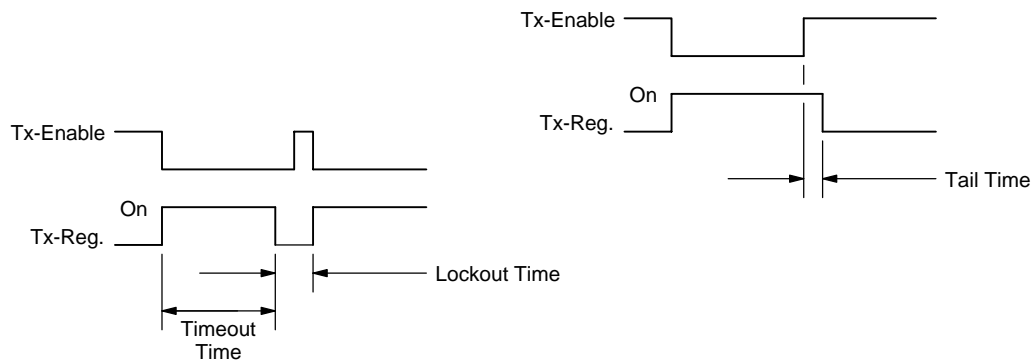 Tx-Enable
On
Tx-Reg.
Lockout Time
Timeout
Time
Tx-Enable
On
Tx-Reg.
Tail Time